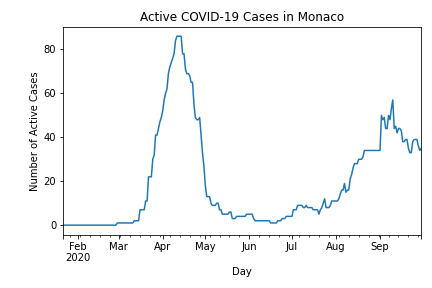 Active COVID-19 Cases in Monaco
Number of Active Cases
80
60
40
20
0
Feb Mar Apr May Jun Jul Aug Sep
2020
Day